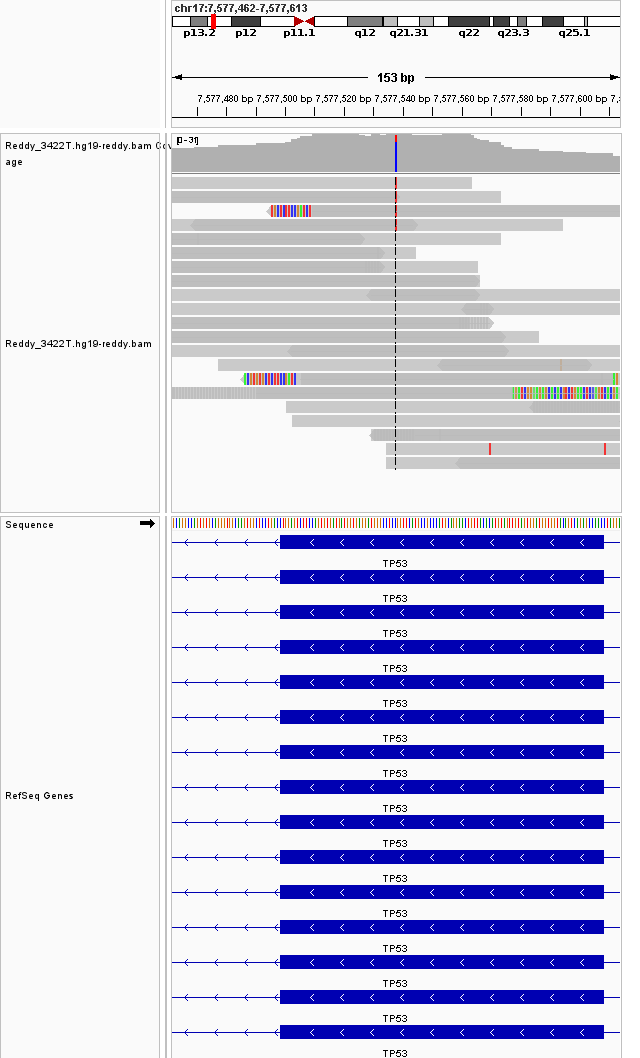 chr17:7,577,462-7,577,613
p13.2 p12 p11.1 q12 q21.31 q22 q23.3 q25.1
153 bp
7,577,480 bp 7,577,500 bp 7,577,520 bp 7,577,540 bp 7,577,560 bp 7,577,580 bp 7,577,600 bp
Reddy_3422T.hg19-reddy.bam Cov
age
[0-31]
Reddy_3422T.hg19-reddy.bam
Sequence
TP53
TP53
TP53
TP53
TP53
TP53
TP53
RefSeq Genes
TP53
TP53
TP53
TP53
TP53
TP53
TP53
TP53